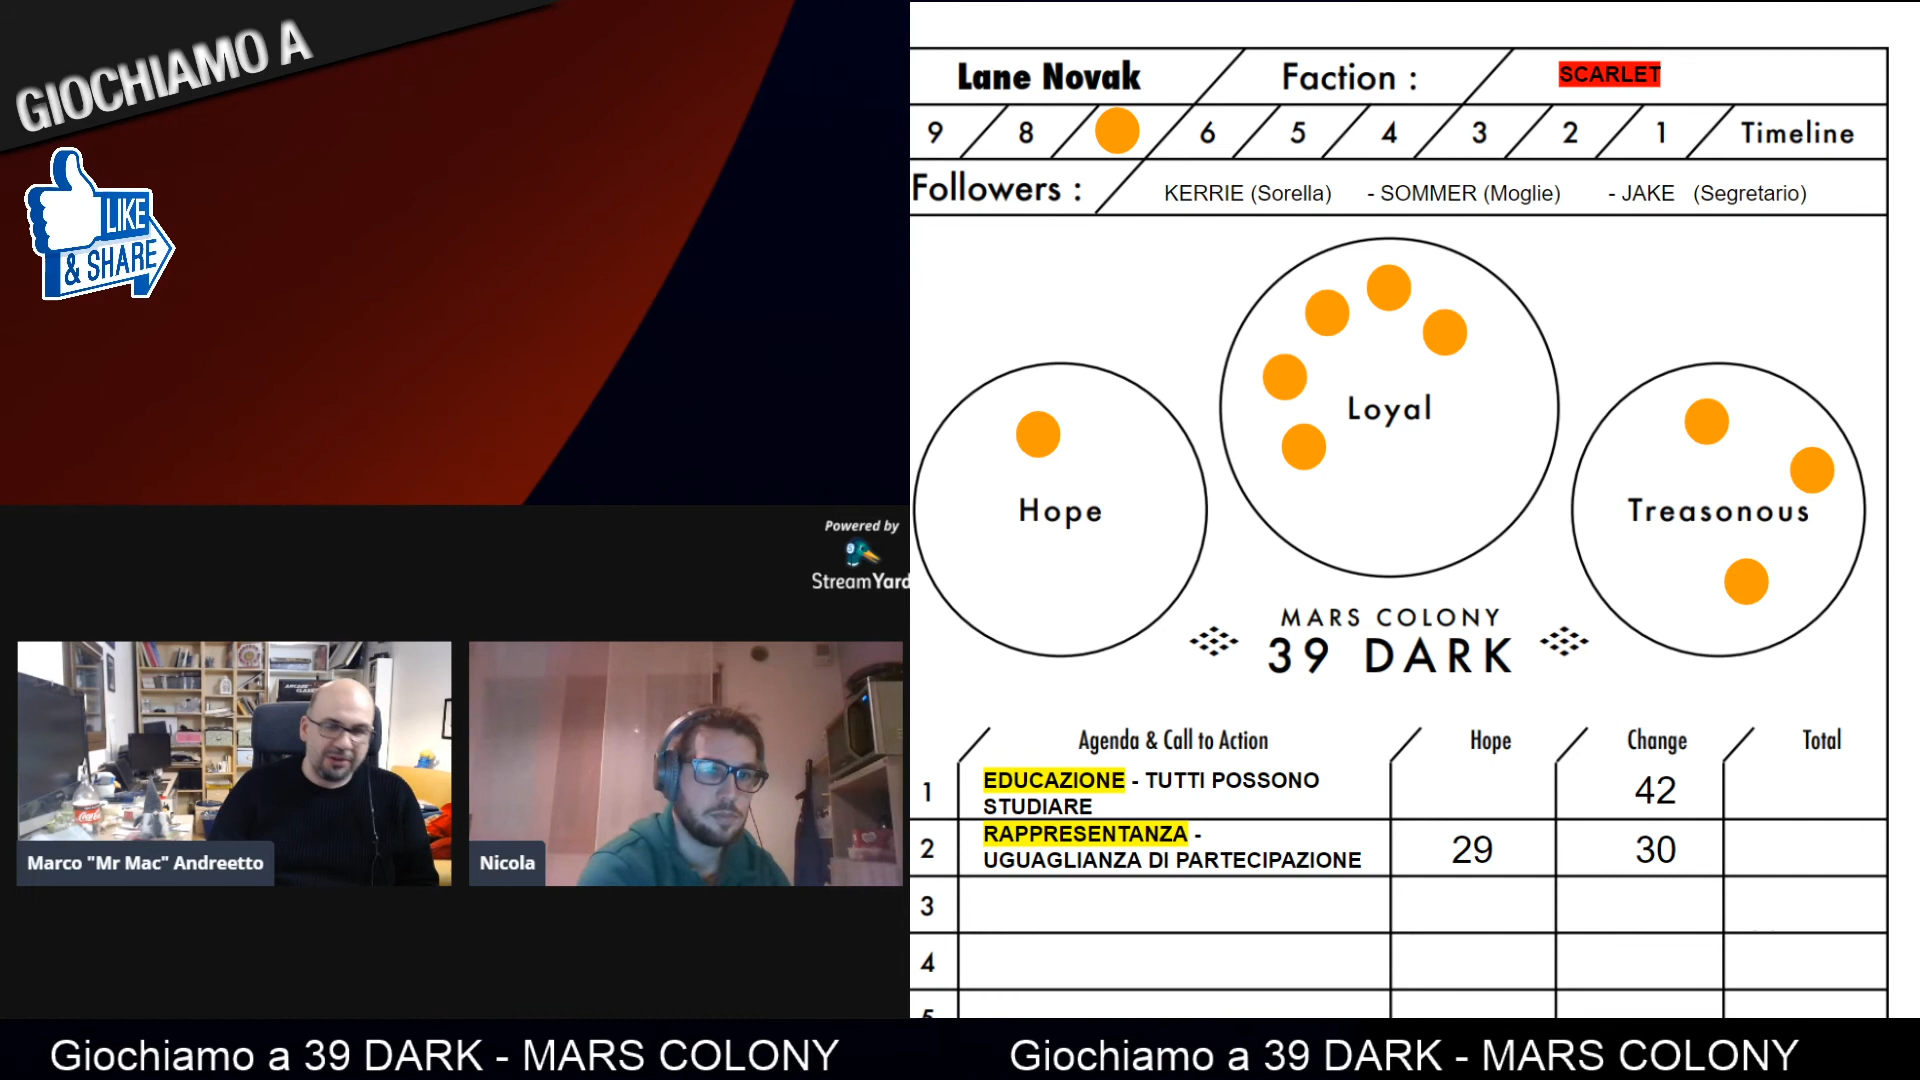 GIOCHIAMO A
LIKE
& SHARE
Powered by
StreamYard
Marco "Mr Mac" Andreetto
Nicola
Lane Novak
Faction :
SCARLET
9
8
6
5
4
3
2
1
Timeline
Followers :
KERRIE (Sorella) - SOMMER (Moglie) - JAKE (Segretario)
Hope
Loyal
Treasonous
MARS COLONY
39 DARK
Agenda & Call to Action
Hope
Change
Total
1
EDUCAZIONE - TUTTI POSSONO
STUDIARE
42
2
RAPPRESENTANZA -
UGUAGLIANZA DI PARTECIPAZIONE
29
30
3
4
5
Giochiamo a 39 DARK - MARS COLONY
Giochiamo a 39 DARK - MARS COLONY